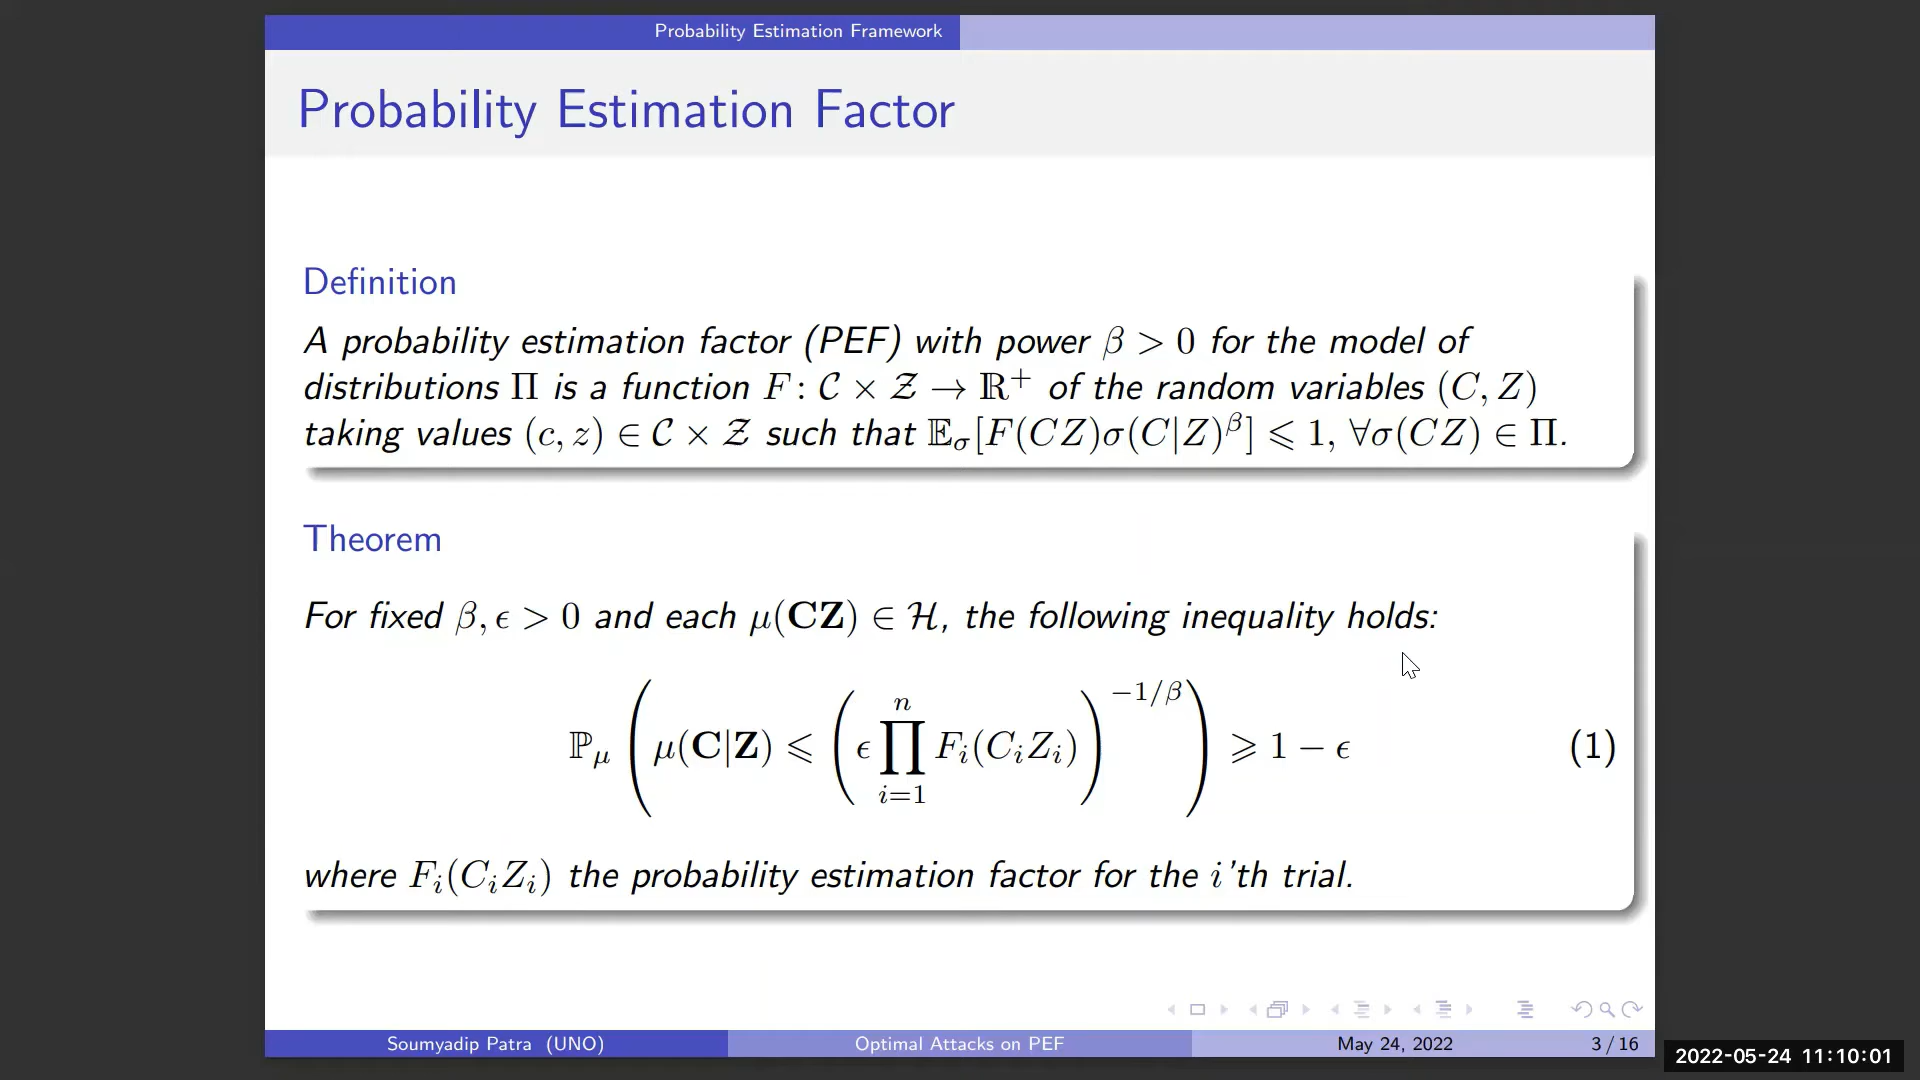 Probability Estimation Framework
Probability Estimation Factor
Definition
A probability estimation factor (PEF) with power β > 0 for the model of
distributions Π is a function F : 𝒞 × 𝒵 → ℝ⁺ of the random variables (C, Z)
taking values (c, z) ∈ 𝒞 × 𝒵 such that 𝔼_σ[F(CZ)σ(C|Z)^β] ⩽ 1, ∀σ(CZ) ∈ Π.
Theorem
For fixed β, ϵ > 0 and each μ(𝐂𝐙) ∈ ℋ, the following inequality holds:
ℙ_μ ( μ(𝐂|𝐙) ⩽ ( ϵ ∏_{i=1}^{n} F_i(C_iZ_i) )^{−1/β} ) ⩾ 1 − ϵ (1)
where F_i(C_iZ_i) the probability estimation factor for the i'th trial.
Soumyadip Patra (UNO) Optimal Attacks on PEF May 24, 2022 3 / 16
2022-05-24 11:10:01